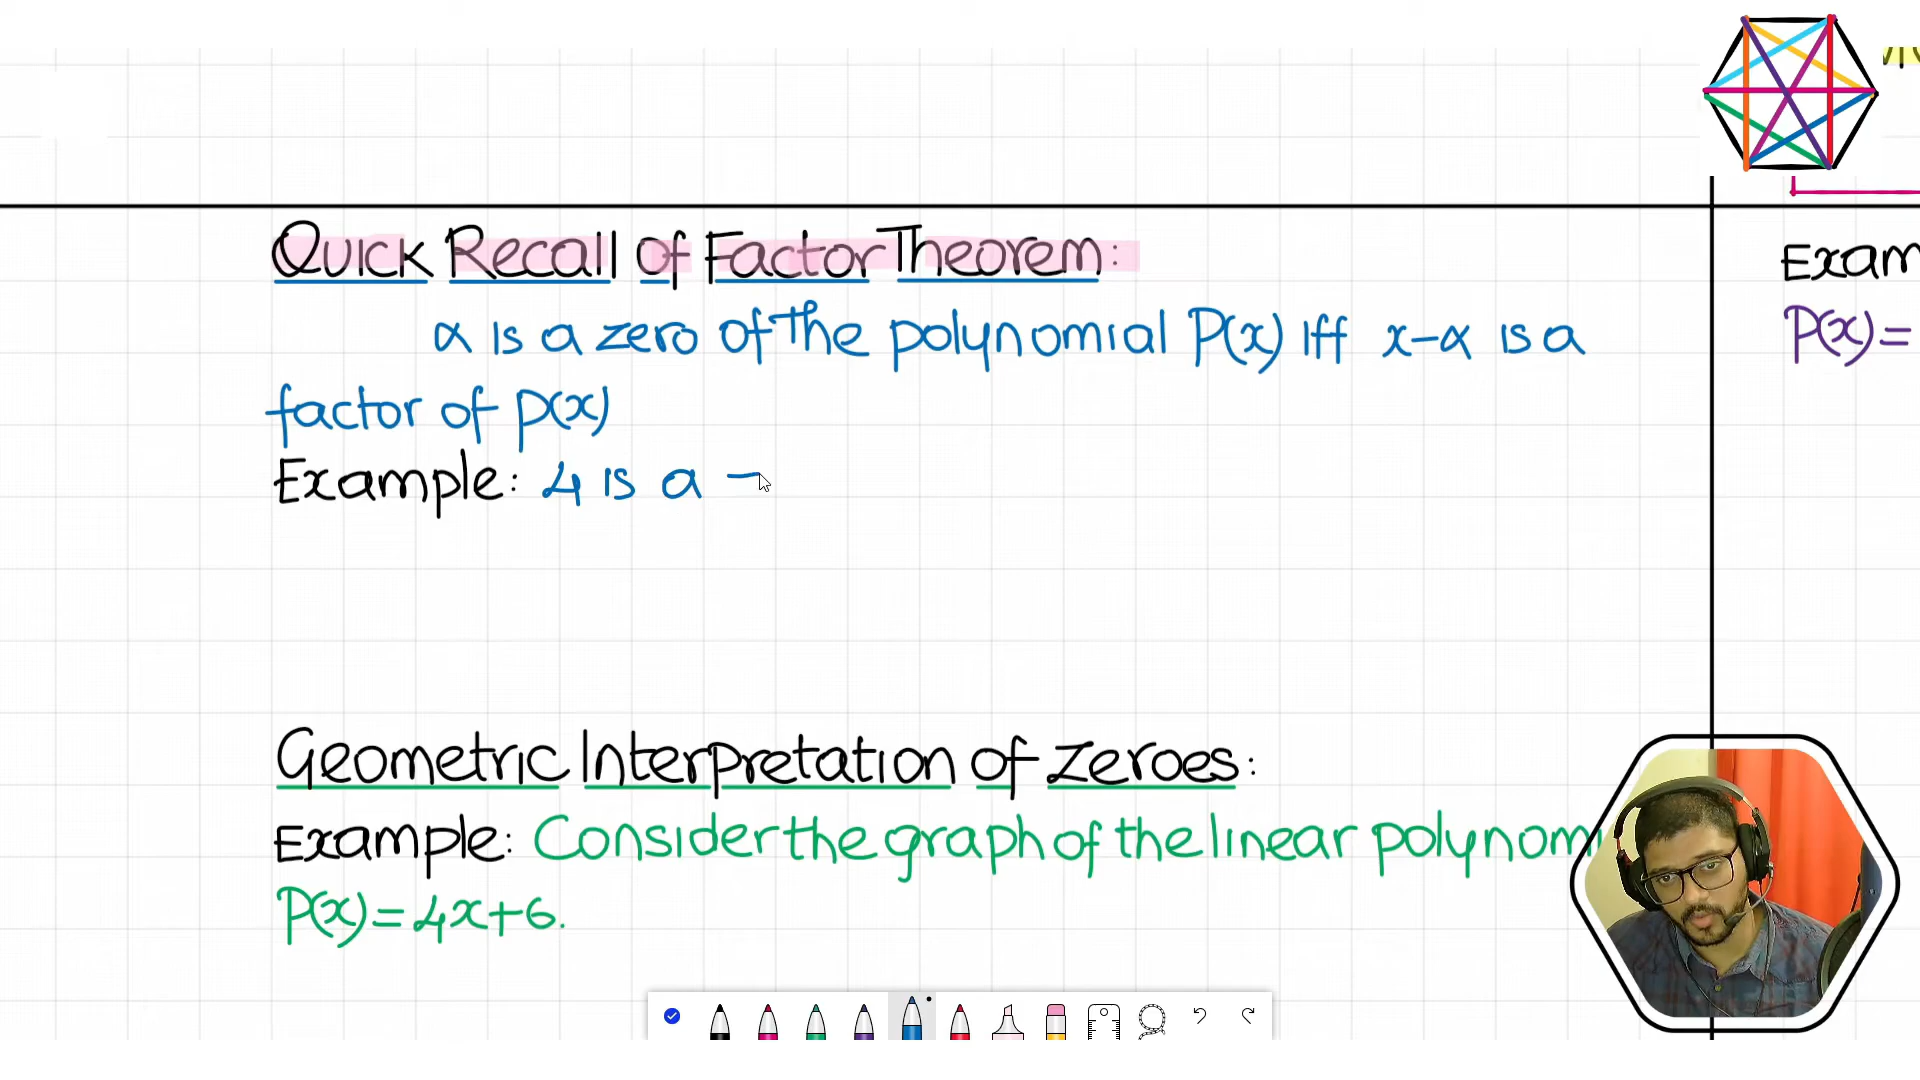 Quick Recall of Factor Theorem:
α is a zero of the polynomial P(x) iff x-α is a
factor of p(x)
Example: 4 is a
Geometric Interpretation of zeroes:
Example: Consider the graph of the linear polynomi
P(x)=4x+6.
Exam
P(x)=